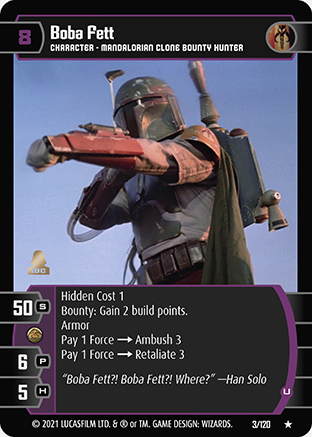 8
Boba Fett
CHARACTER - MANDALORIAN CLONE BOUNTY HUNTER
50 S
6 P
5 H
Hidden Cost 1
Bounty: Gain 2 build points.
Armor
Pay 1 Force → Ambush 3
Pay 1 Force → Retaliate 3
“Boba Fett?! Boba Fett?! Where?” —Han Solo
U
© 2021 LUCASFILM LTD. & ® or TM. GAME DESIGN: WIZARDS.
3/120